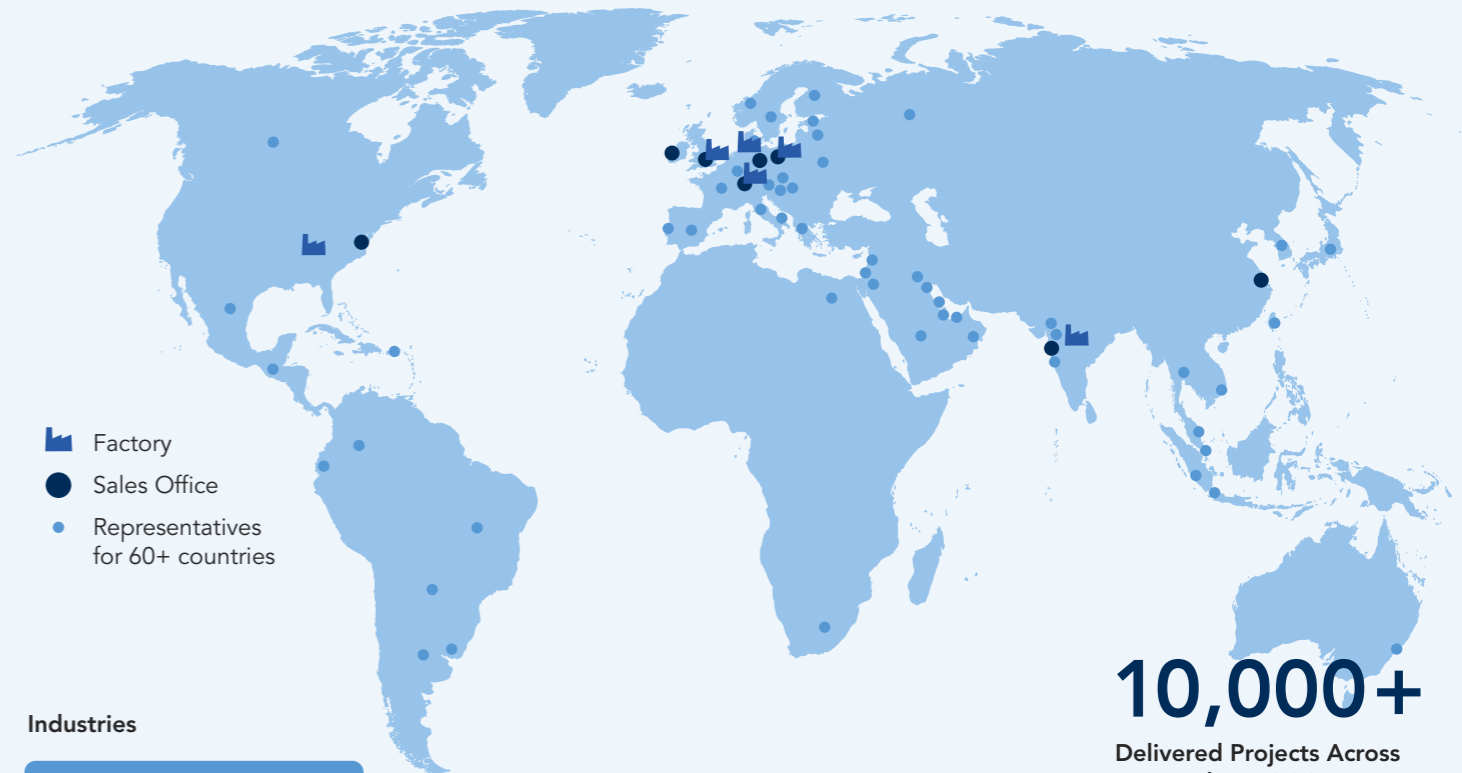 Factory
Sales Office
Representatives
for 60+ countries
Industries
10,000+
Delivered Projects Across